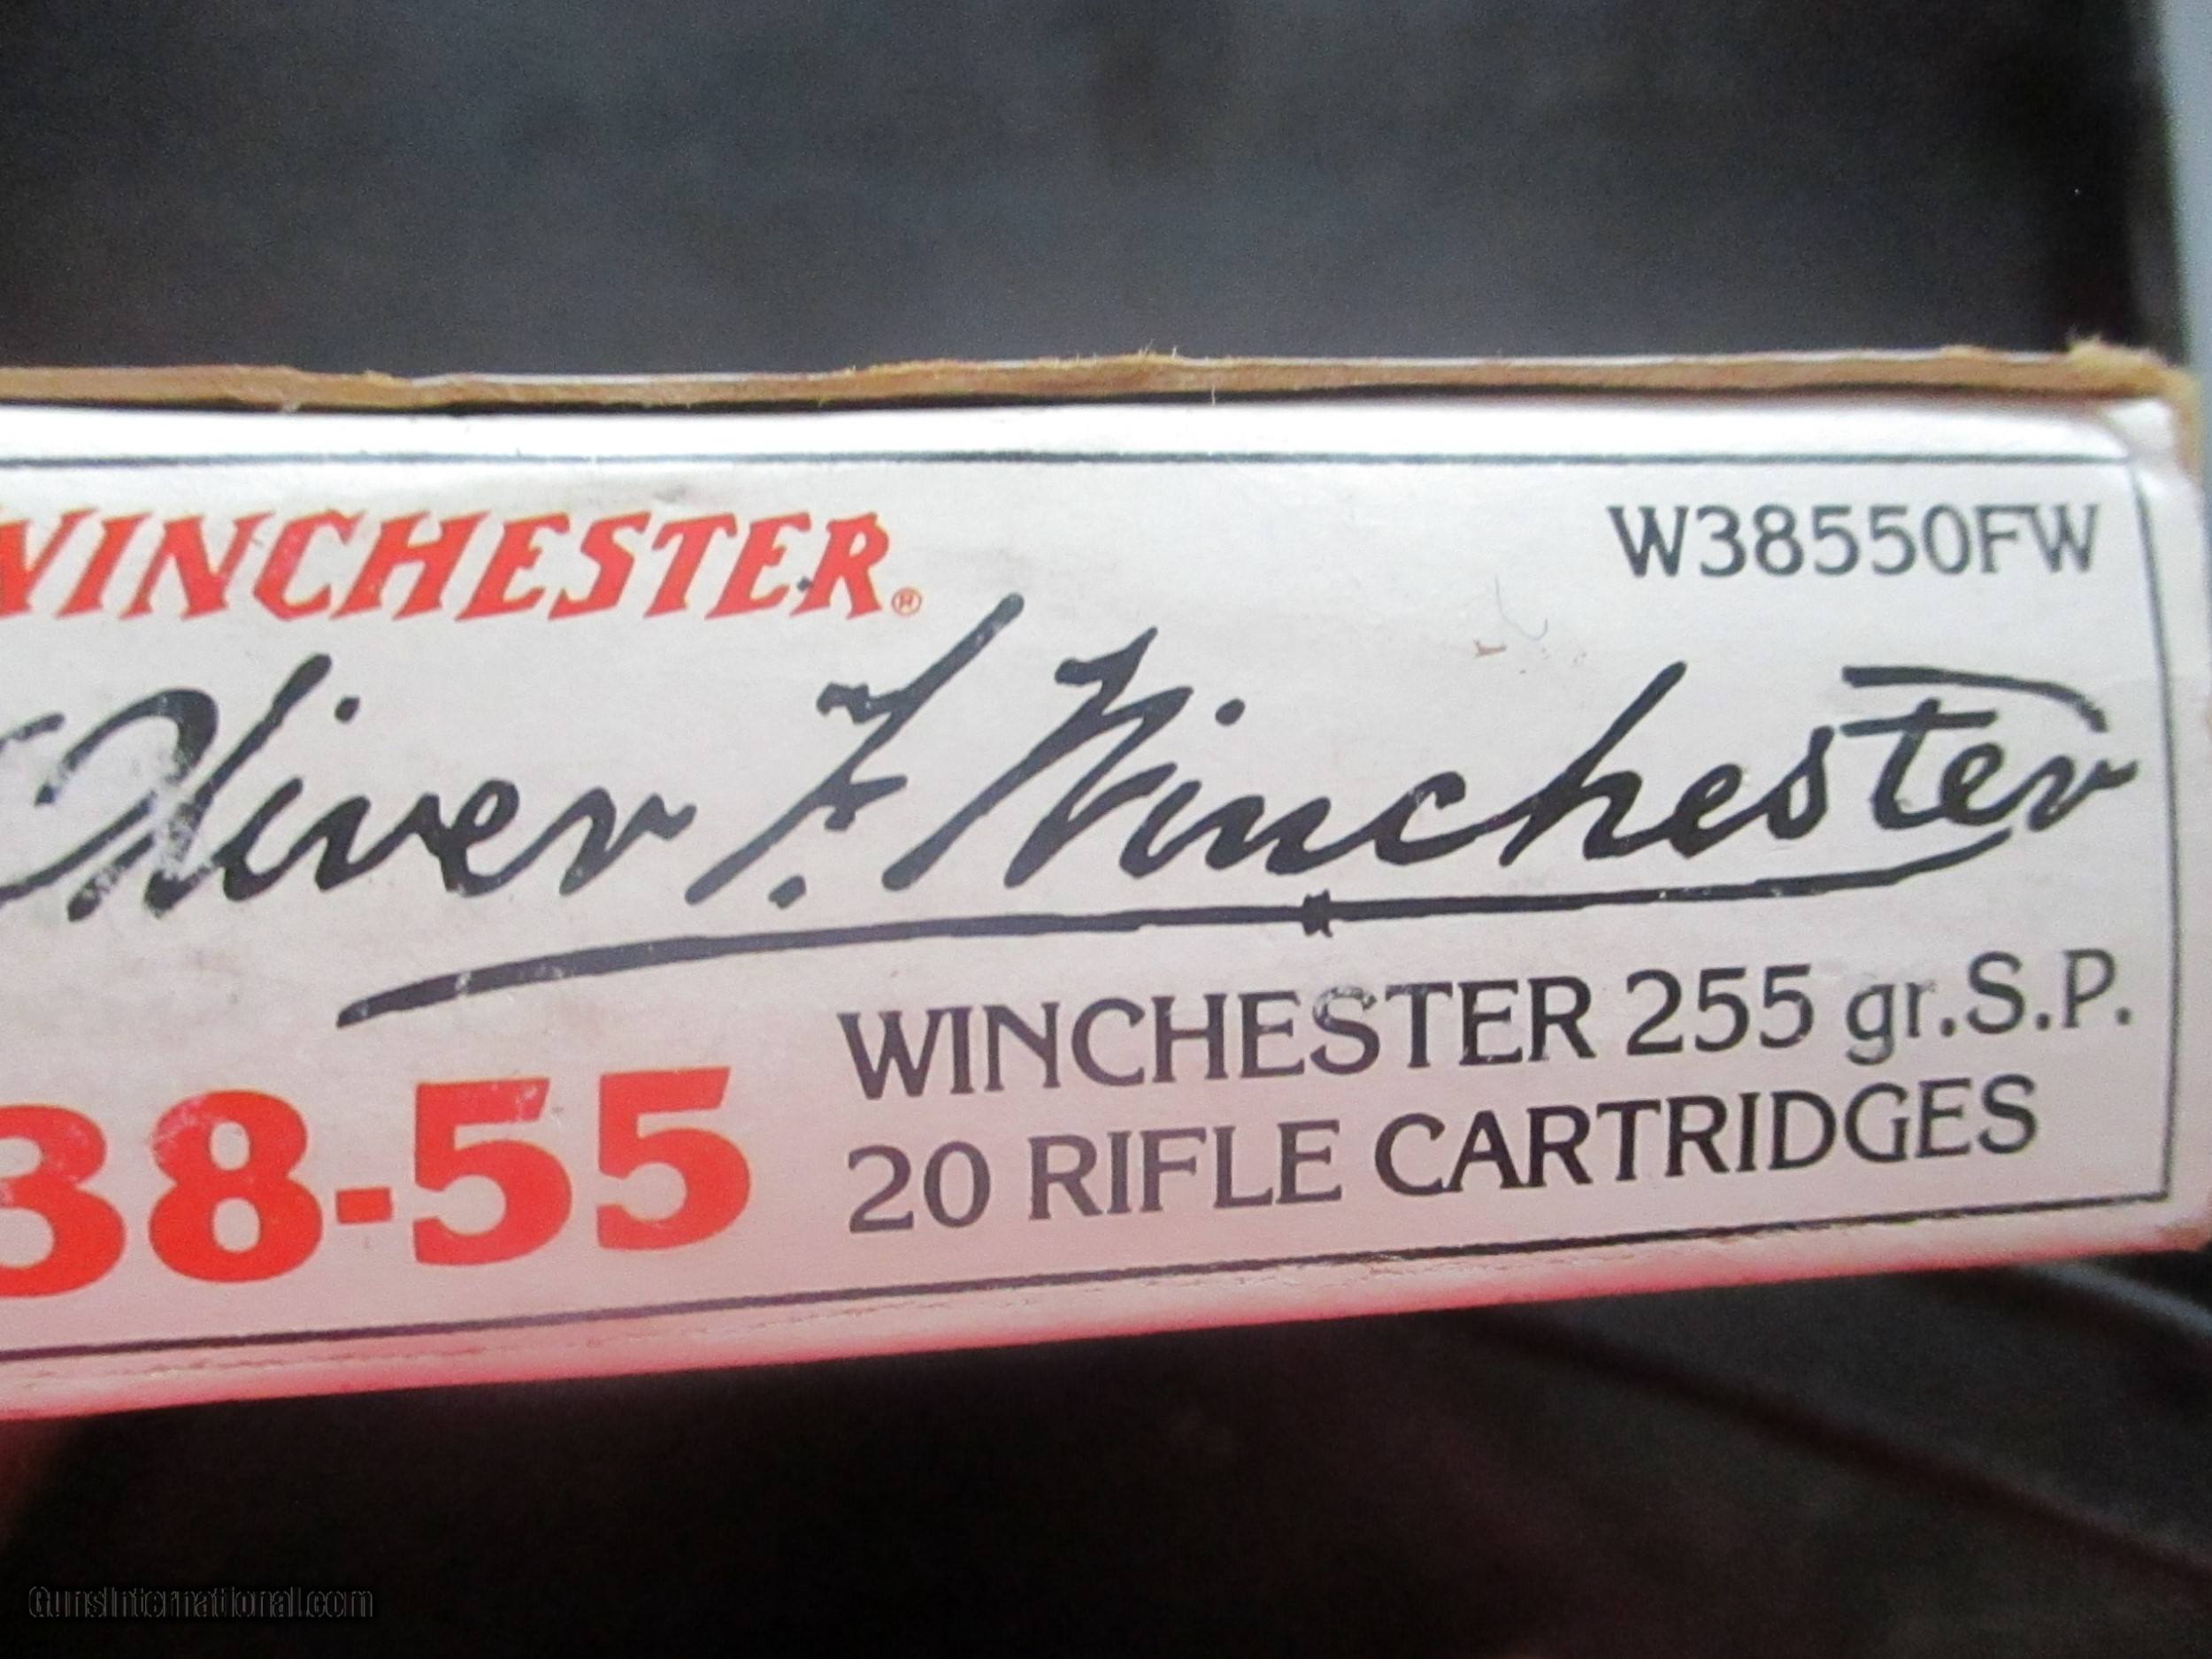 WINCHESTER®
W38550FW
Oliver F. Winchester
38-55
WINCHESTER 255 gr.S.P.
20 RIFLE CARTRIDGES
GunsInternational.com